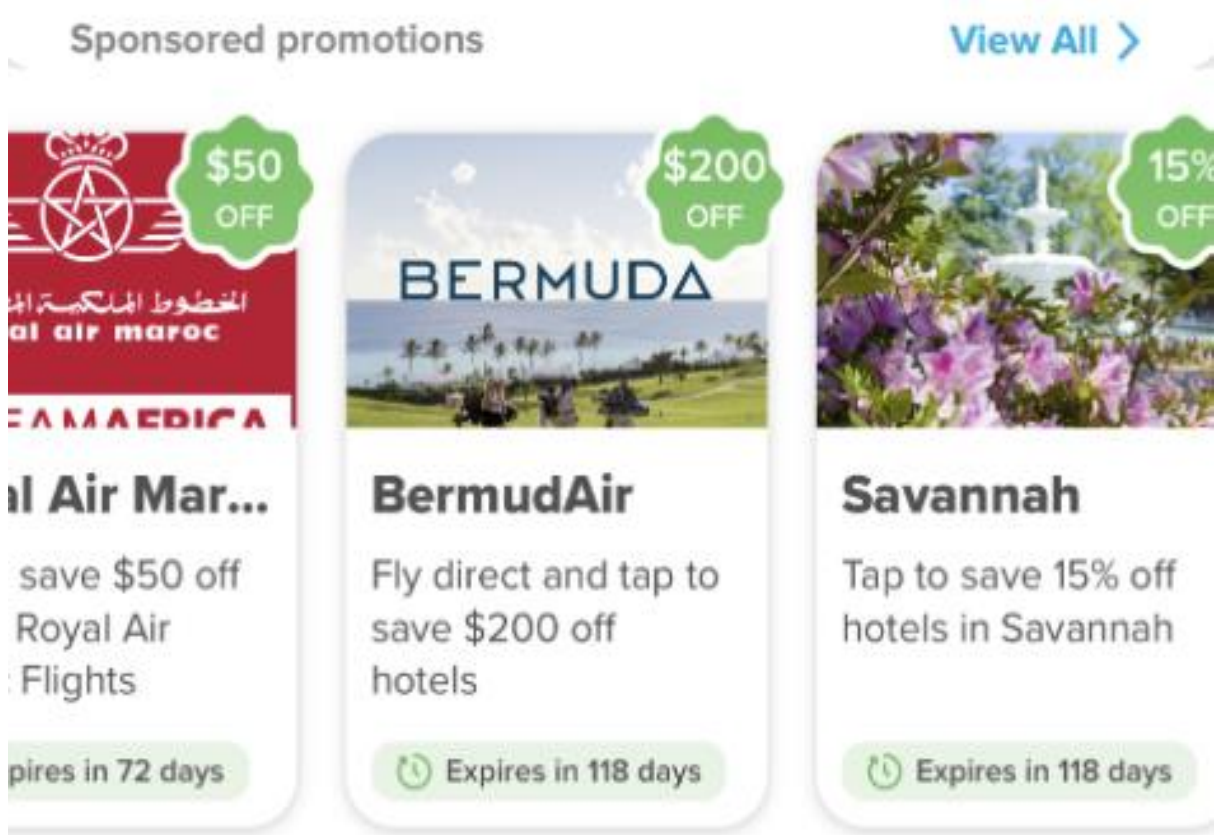 Sponsored promotions
View All
$50
OFF
الخطوط الملكية
al air maroc
al Air Mar...
save $50 off
Royal Air
Flights
pires in 72 days
$200
OFF
BERMUDA
BermudAir
Fly direct and tap to
save $200 off
hotels
Expires in 118 days
15%
OFF
Savannah
Tap to save 15% off
hotels in Savannah
Expires in 118 days